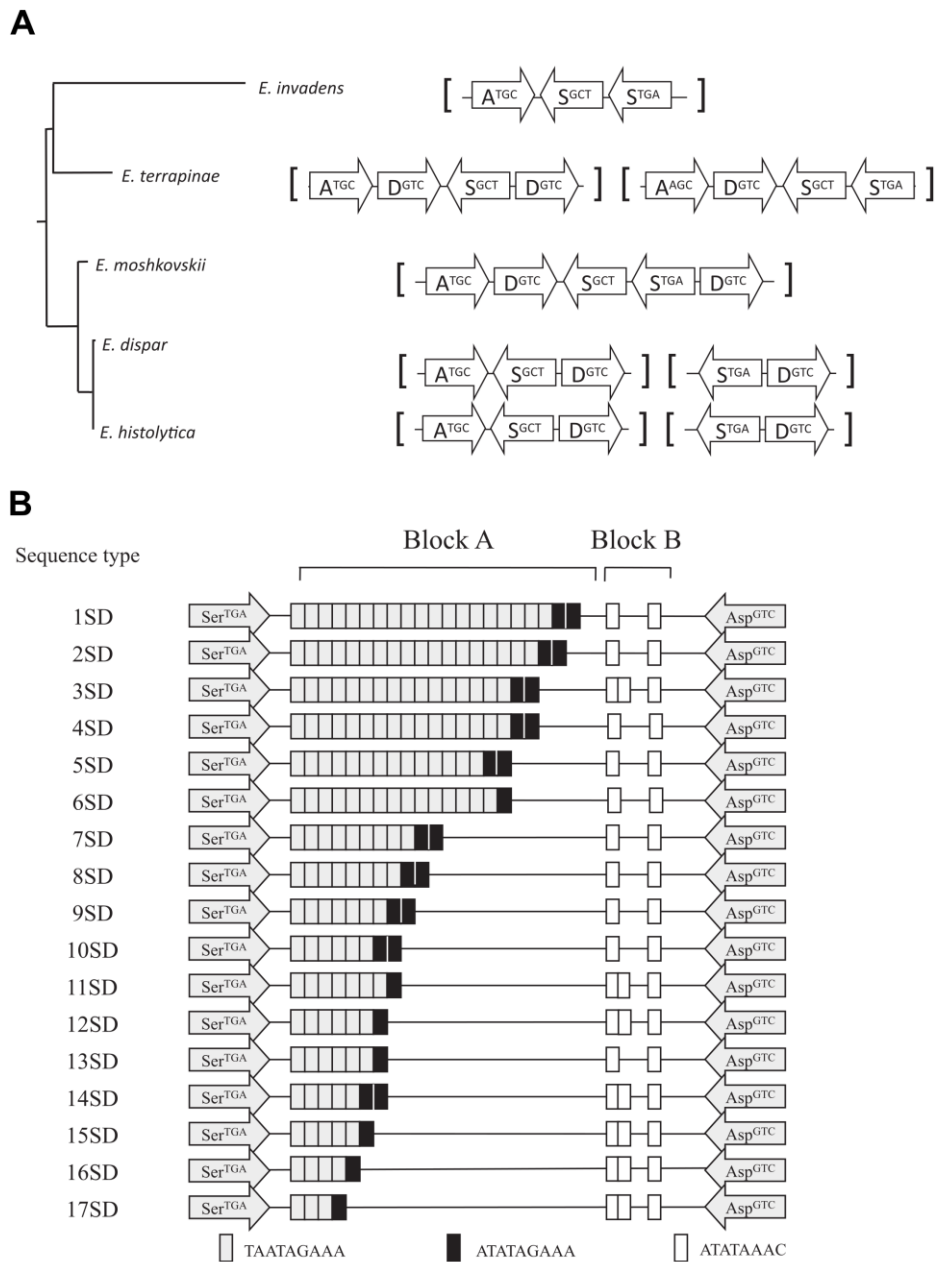 A
E. invadens
[ A^TGC S^GCT S^TGA ]
E. terrapinae
[ A^TGC D^GTC S^GCT D^GTC ] [ A^AGC D^GTC S^GCT S^TGA ]
E. moshkovskii
[ A^TGC D^GTC S^GCT S^TGA D^GTC ]
E. dispar
[ A^TGC S^GCT D^GTC ] [ S^TGA D^GTC ]
E. histolytica
[ A^TGC S^GCT D^GTC ] [ S^TGA D^GTC ]
B
Sequence type Block A Block B
1SD Ser^TGA Asp^GTC
2SD Ser^TGA Asp^GTC
3SD Ser^TGA Asp^GTC
4SD Ser^TGA Asp^GTC
5SD Ser^TGA Asp^GTC
6SD Ser^TGA Asp^GTC
7SD Ser^TGA Asp^GTC
8SD Ser^TGA Asp^GTC
9SD Ser^TGA Asp^GTC
10SD Ser^TGA Asp^GTC
11SD Ser^TGA Asp^GTC
12SD Ser^TGA Asp^GTC
13SD Ser^TGA Asp^GTC
14SD Ser^TGA Asp^GTC
15SD Ser^TGA Asp^GTC
16SD Ser^TGA Asp^GTC
17SD Ser^TGA Asp^GTC
TAATAGAAA ATATAGAAA ATATAAAC